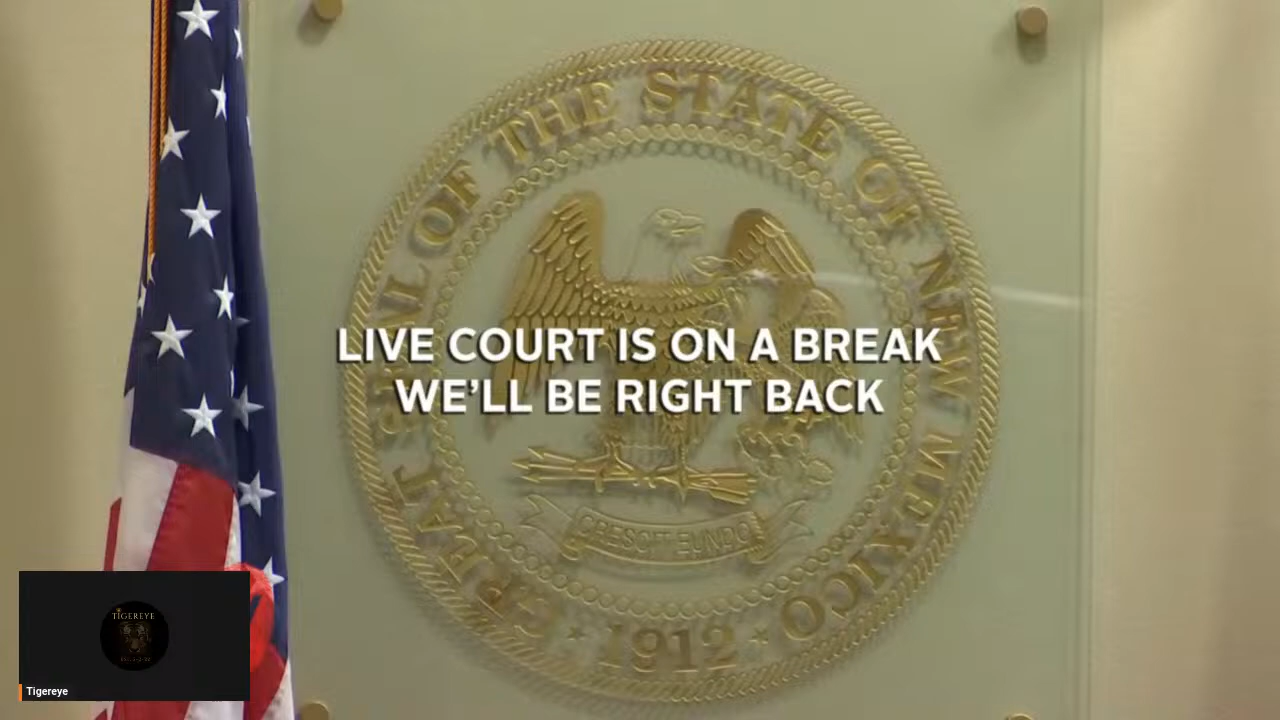 GREAT SEAL OF THE STATE OF NEW MEXICO
LIVE COURT IS ON A BREAK
WE'LL BE RIGHT BACK
CRESCIT EUNDO
1912
TIGEREYE
Tigereye